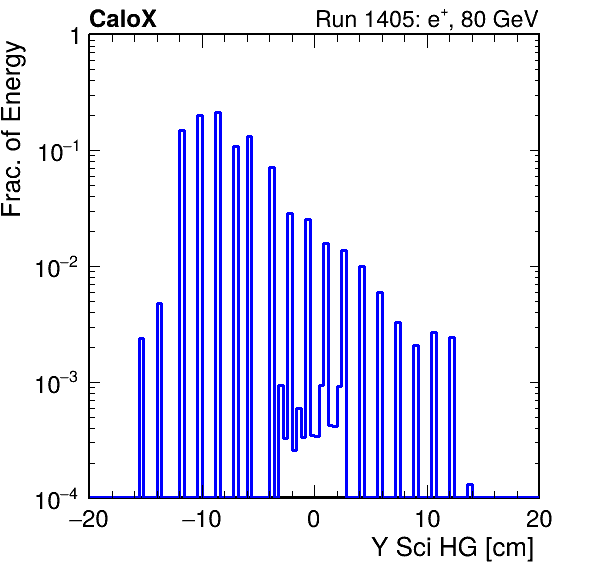 CaloX Run 1405: e⁺, 80 GeV
Frac. of Energy
1
10⁻¹
10⁻²
10⁻³
10⁻⁴
−20 −10 0 10 20
Y Sci HG [cm]